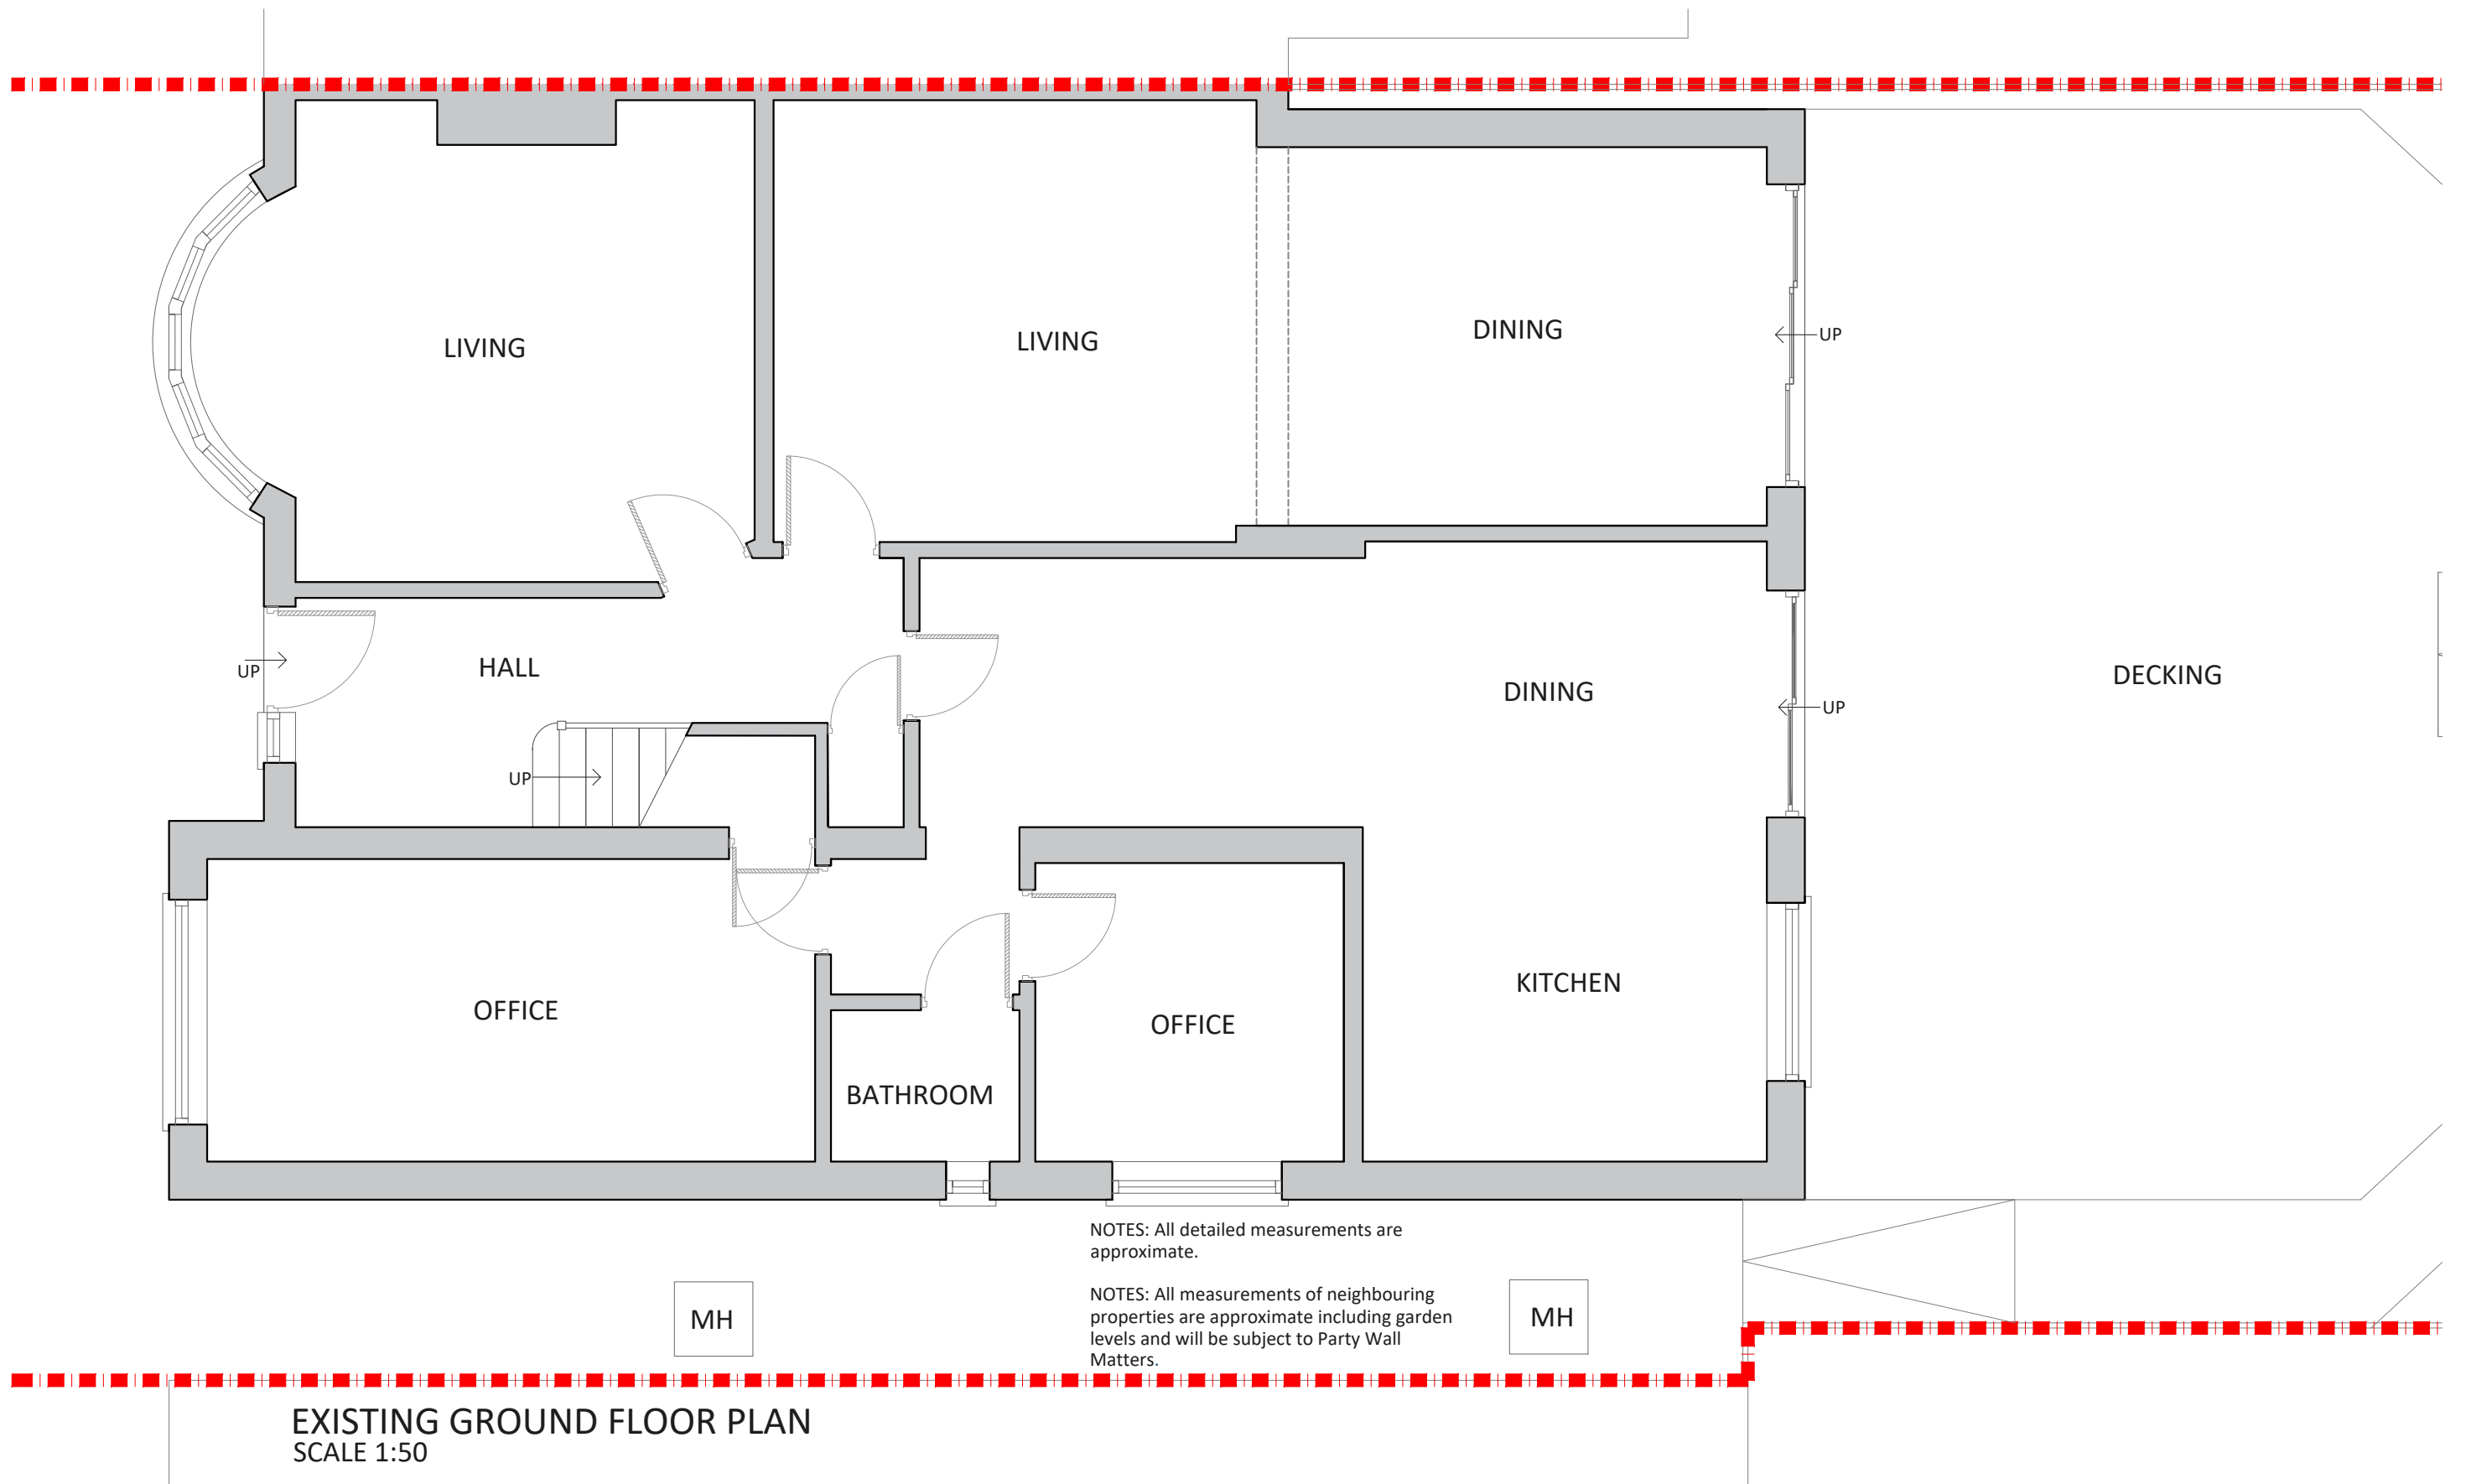 LIVING
LIVING
DINING
UP
HALL
UP
DINING
UP
DECKING
UP
OFFICE
KITCHEN
OFFICE
BATHROOM
NOTES: All detailed measurements are
approximate.
NOTES: All measurements of neighbouring
properties are approximate including garden
levels and will be subject to Party Wall
Matters.
MH
MH
EXISTING GROUND FLOOR PLAN
SCALE 1:50